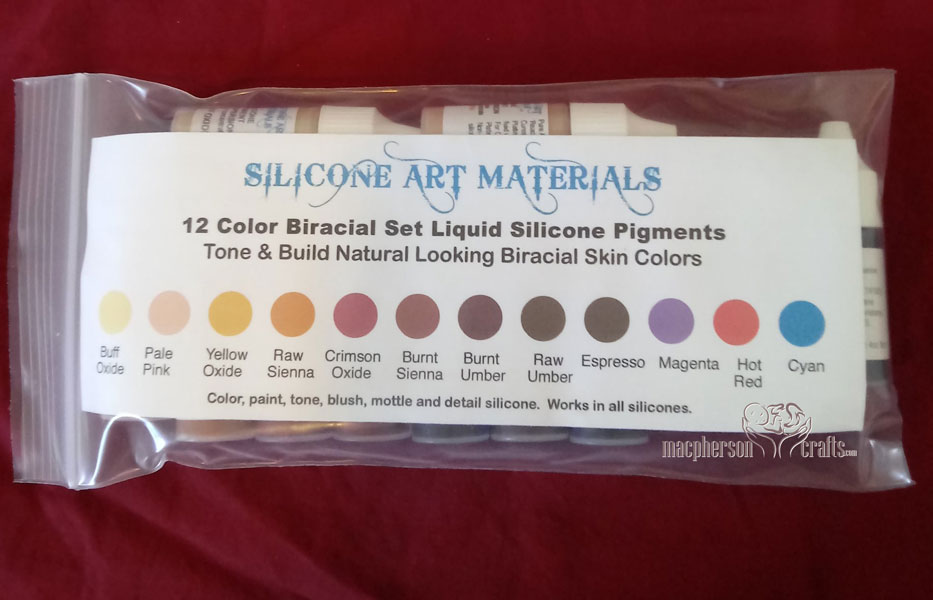 SILICONE ART MATERIALS
12 Color Biracial Set Liquid Silicone Pigments
Tone & Build Natural Looking Biracial Skin Colors
Buff Oxide
Pale Pink
Yellow Oxide
Raw Sienna
Crimson Oxide
Burnt Sienna
Burnt Umber
Raw Umber
Espresso
Magenta
Hot Red
Cyan
Color, paint, tone, blush, mottle and detail silicone. Works in all silicones.
macpherson crafts.com